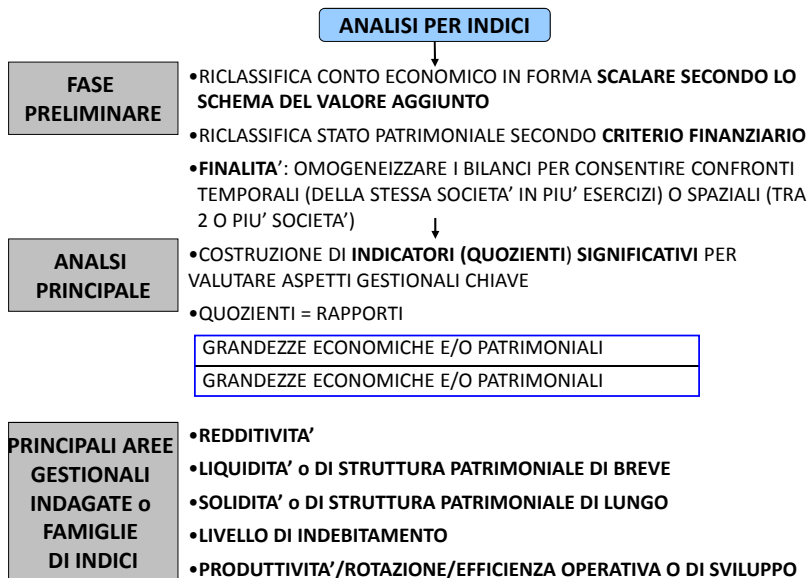 ANALISI PER INDICI
FASE
PRELIMINARE
•RICLASSIFICA CONTO ECONOMICO IN FORMA SCALARE SECONDO LO
SCHEMA DEL VALORE AGGIUNTO
•RICLASSIFICA STATO PATRIMONIALE SECONDO CRITERIO FINANZIARIO
•FINALITA’: OMOGENEIZZARE I BILANCI PER CONSENTIRE CONFRONTI
TEMPORALI (DELLA STESSA SOCIETA’ IN PIU’ ESERCIZI) O SPAZIALI (TRA
2 O PIU’ SOCIETA’)
ANALSI
PRINCIPALE
•COSTRUZIONE DI INDICATORI (QUOZIENTI) SIGNIFICATIVI PER
VALUTARE ASPETTI GESTIONALI CHIAVE
•QUOZIENTI = RAPPORTI
GRANDEZZE ECONOMICHE E/O PATRIMONIALI
GRANDEZZE ECONOMICHE E/O PATRIMONIALI
PRINCIPALI AREE
GESTIONALI
INDAGATE o
FAMIGLIE
DI INDICI
•REDDITIVITA’
•LIQUIDITA’ o DI STRUTTURA PATRIMONIALE DI BREVE
•SOLIDITA’ o DI STRUTTURA PATRIMONIALE DI LUNGO
•LIVELLO DI INDEBITAMENTO
•PRODUTTIVITA’/ROTAZIONE/EFFICIENZA OPERATIVA O DI SVILUPPO